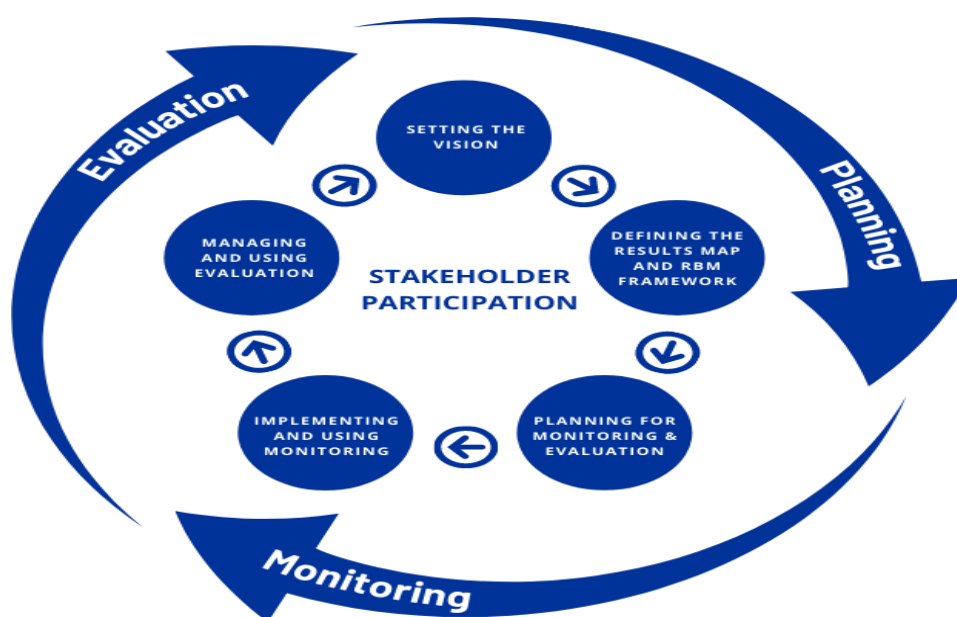 Evaluation
Planning
SETTING THE
VISION
MANAGING
AND USING
EVALUATION
DEFINING THE
RESULTS MAP
AND RBM
FRAMEWORK
STAKEHOLDER
PARTICIPATION
IMPLEMENTING
AND USING
MONITORING
PLANNING FOR
MONITORING &
EVALUATION
Monitoring